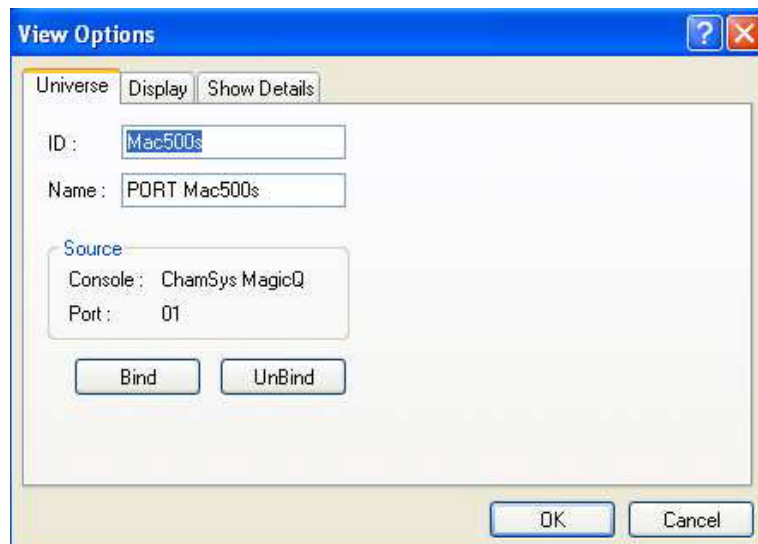 View Options
Universe Display Show Details
ID : Mac500s
Name : PORT Mac500s
Source
Console : ChamSys MagicQ
Port : 01
Bind UnBind
OK Cancel